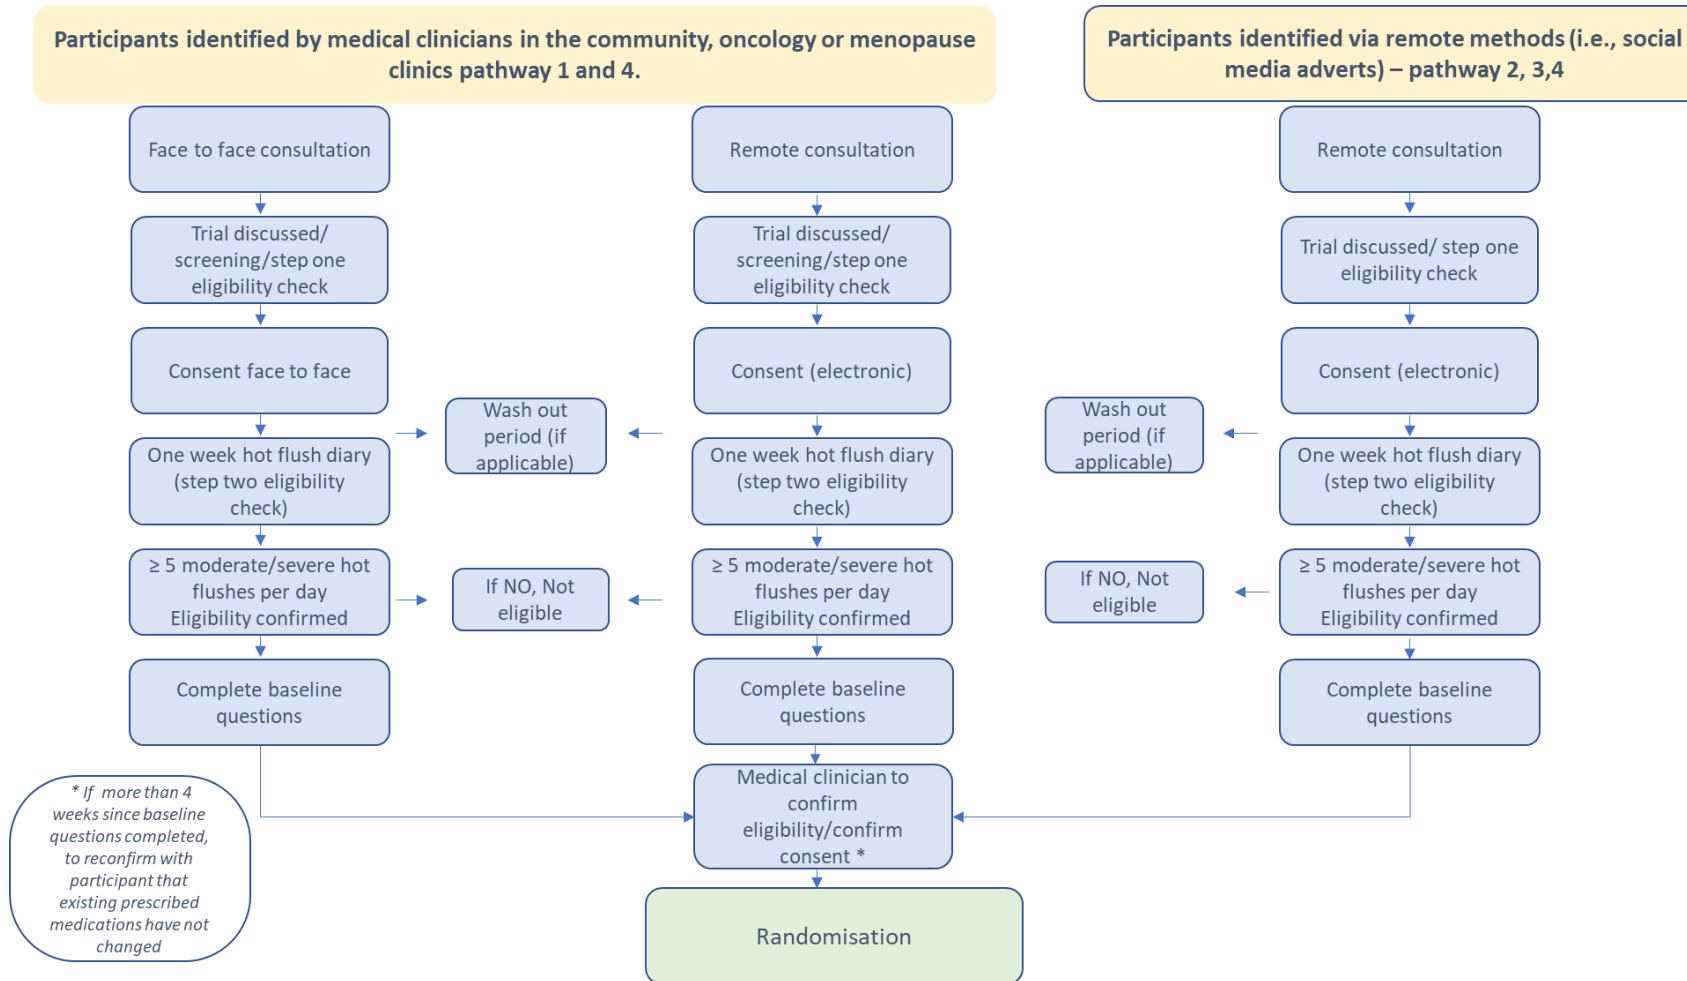 Participants identified by medical clinicians in the community, oncology or menopause
clinics pathway 1 and 4.
Participants identified via remote methods (i.e., social
media adverts) – pathway 2, 3,4
Face to face consultation
Remote consultation
Remote consultation
Trial discussed/
screening/step one
eligibility check
Trial discussed/
screening/step one
eligibility check
Trial discussed/ step one
eligibility check
Consent face to face
Consent (electronic)
Consent (electronic)
Wash out
period (if
applicable)
Wash out
period (if
applicable)
One week hot flush diary
(step two eligibility
check)
One week hot flush diary
(step two eligibility
check)
One week hot flush diary
(step two eligibility
check)
≥ 5 moderate/severe hot
flushes per day
Eligibility confirmed
If NO, Not
eligible
≥ 5 moderate/severe hot
flushes per day
Eligibility confirmed
If NO, Not
eligible
≥ 5 moderate/severe hot
flushes per day
Eligibility confirmed
Complete baseline
questions
Complete baseline
questions
Complete baseline
questions
* If more than 4
weeks since baseline
questions completed,
to reconfirm with
participant that
existing prescribed
medications have not
changed
Medical clinician to
confirm
eligibility/confirm
consent *
Randomisation